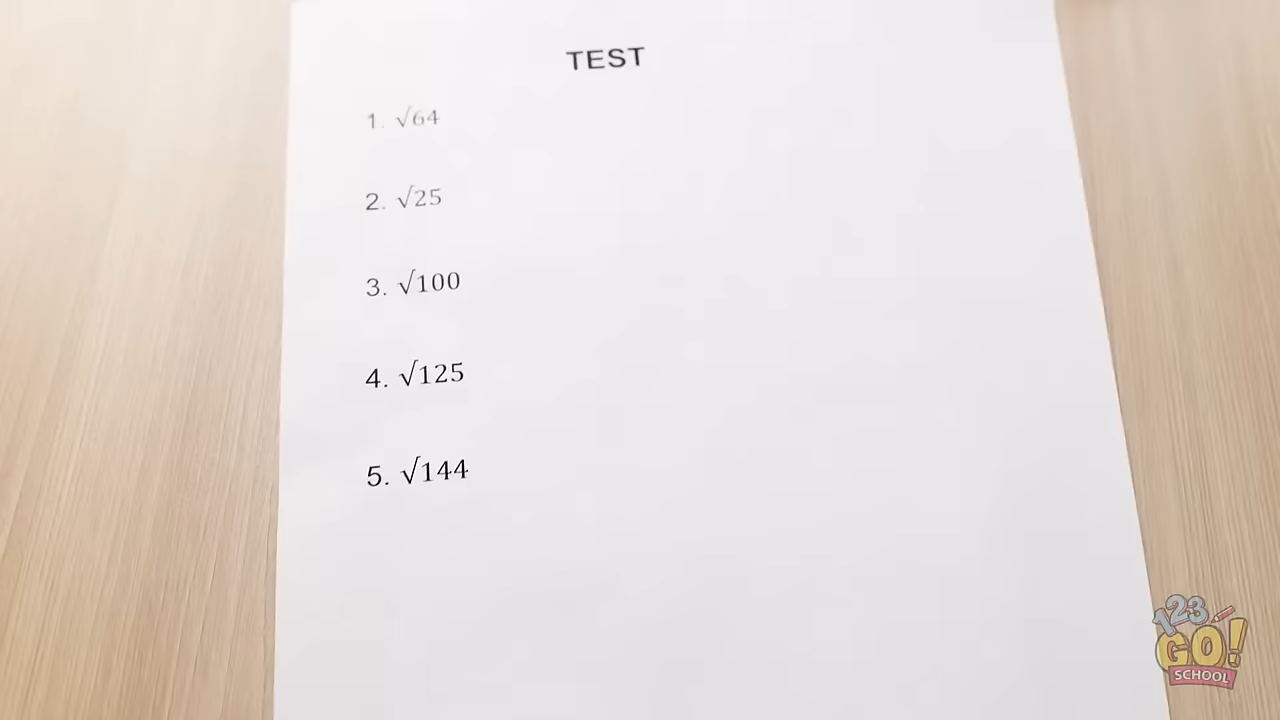 TEST
1. √64
2. √25
3. √100
4. √125
5. √144
123
GO!
SCHOOL